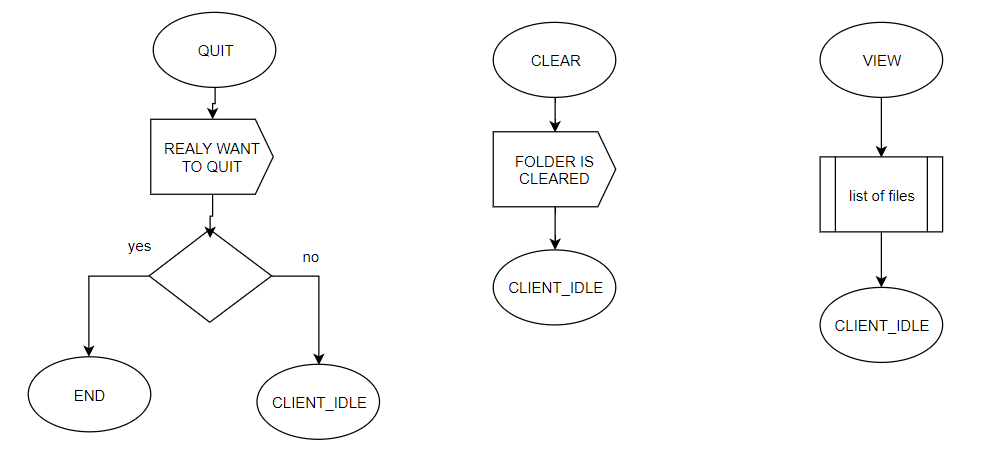 QUIT
REALY WANT
TO QUIT
yes
no
END
CLIENT_IDLE
CLEAR
FOLDER IS
CLEARED
CLIENT_IDLE
VIEW
list of files
CLIENT_IDLE